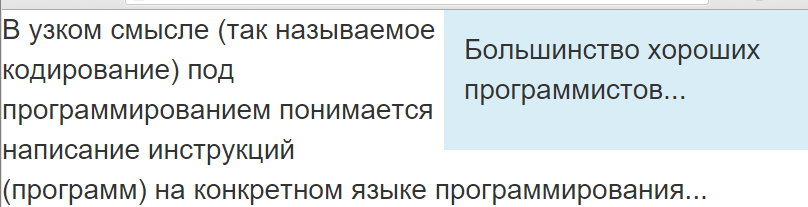 В узком смысле (так называемое
кодирование) под
программированием понимается
написание инструкций
(программ) на конкретном языке программирования...
Большинство хороших
программистов...